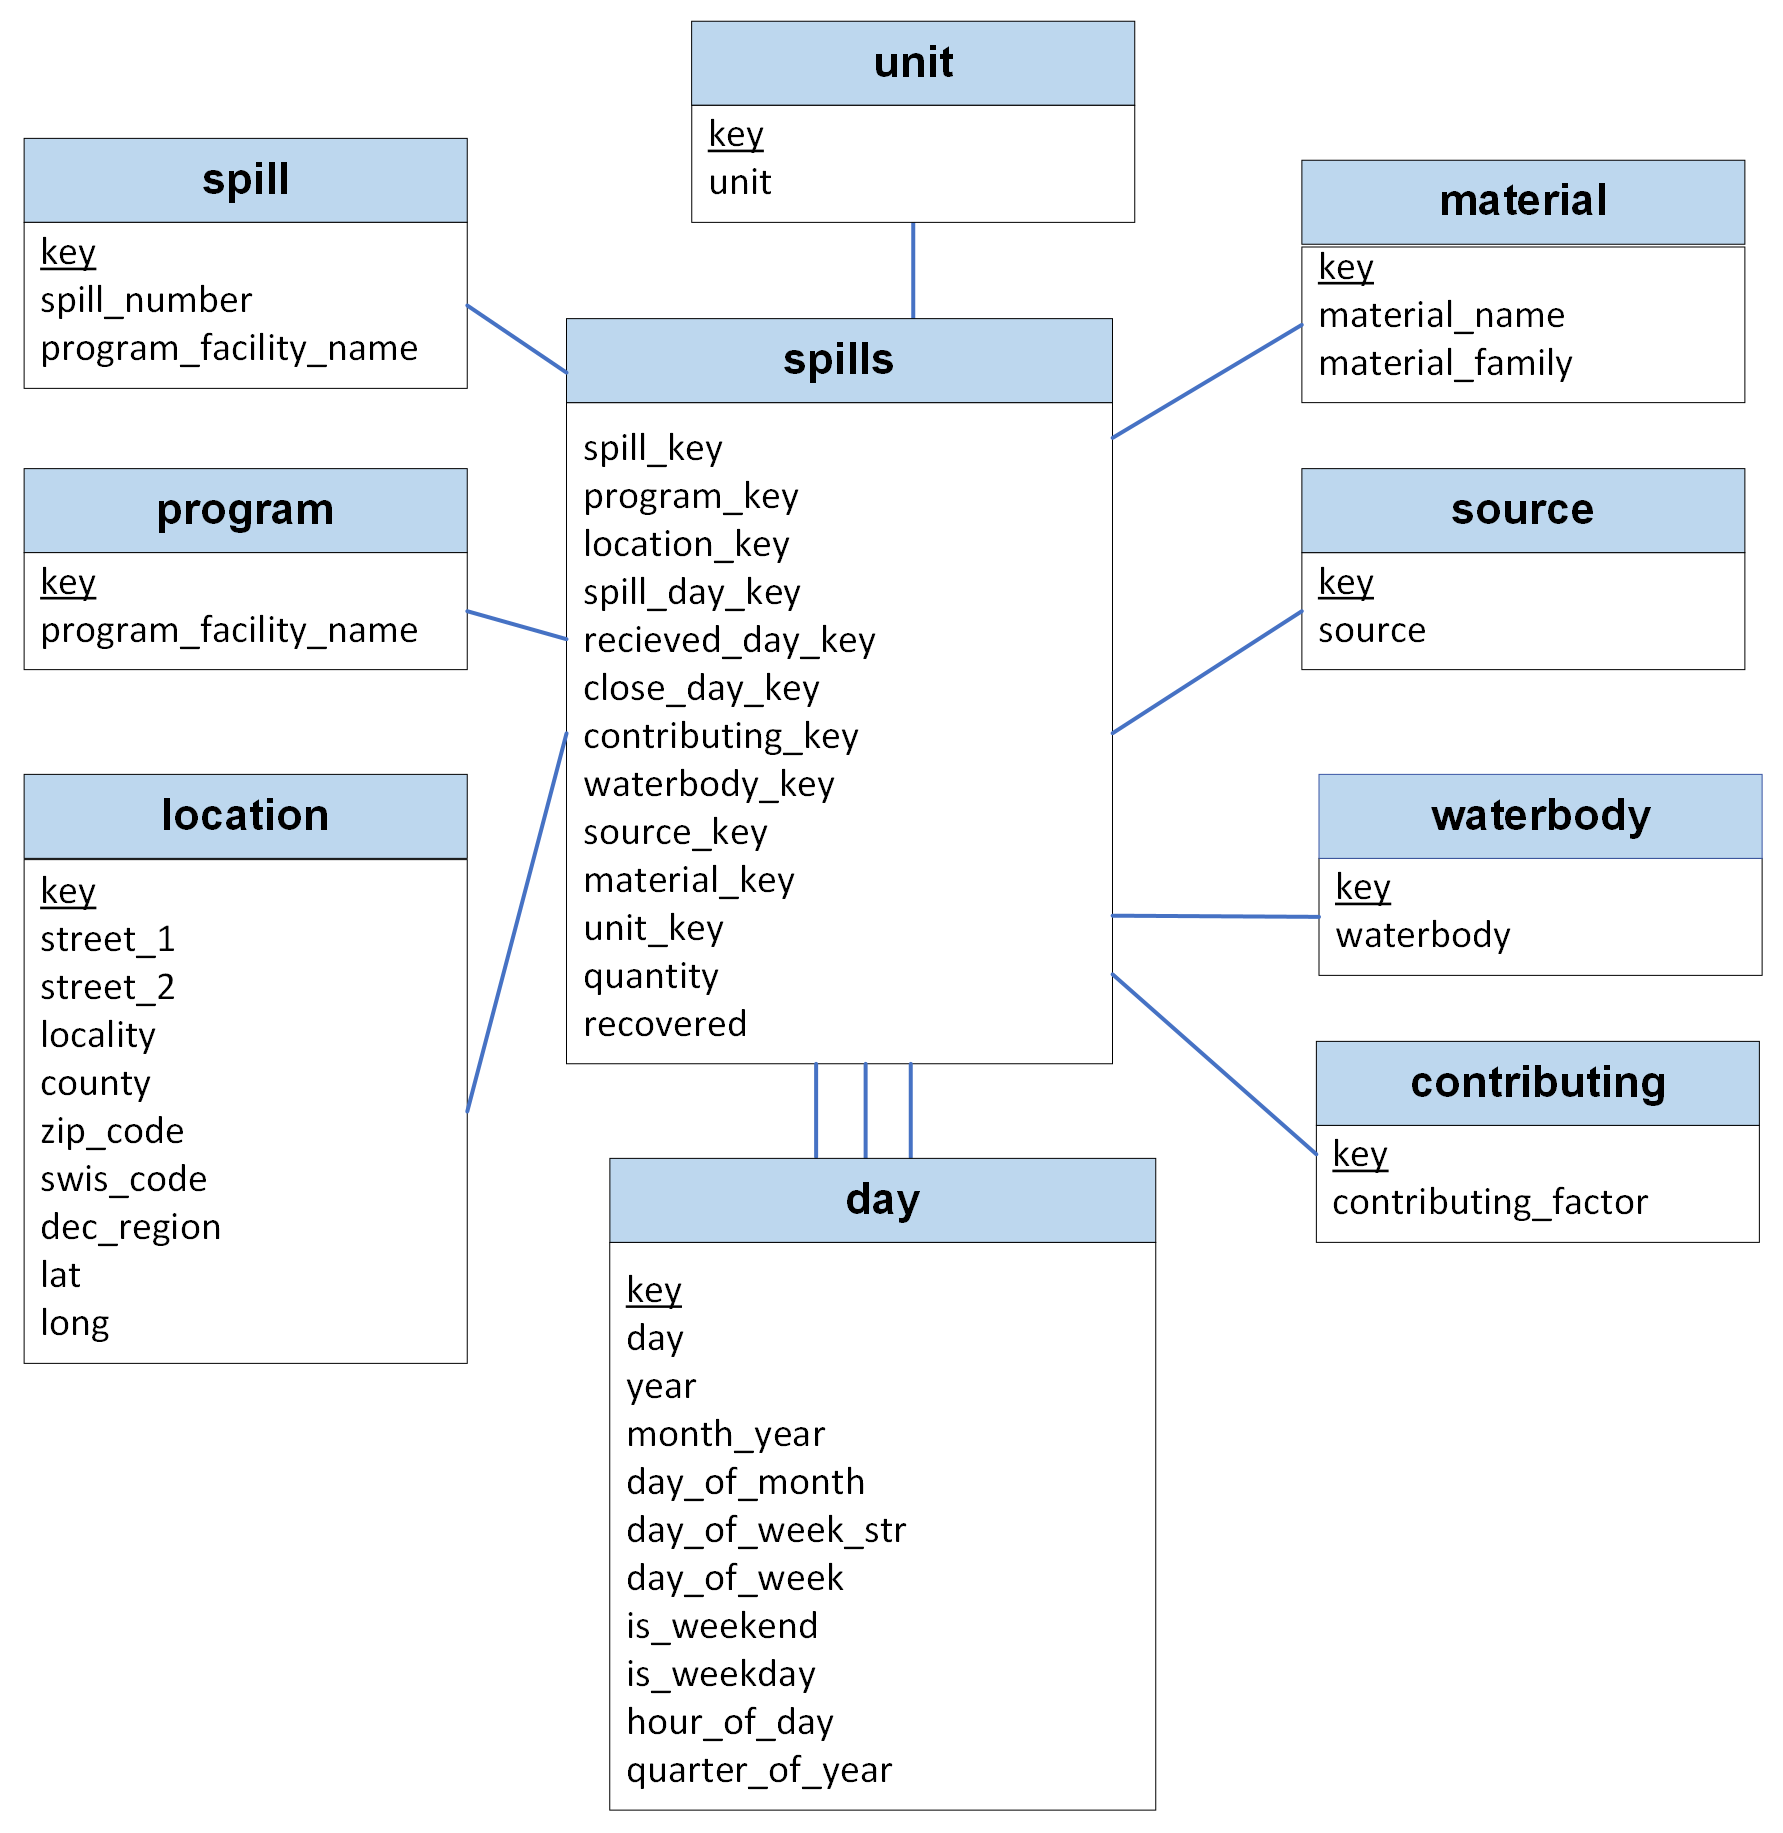 unit
key
unit
spill
key
spill_number
program_facility_name
material
key
material_name
material_family
spills
spill_key
program_key
location_key
spill_day_key
recieved_day_key
close_day_key
contributing_key
waterbody_key
source_key
material_key
unit_key
quantity
recovered
program
key
program_facility_name
source
key
source
location
key
street_1
street_2
locality
county
zip_code
swis_code
dec_region
lat
long
waterbody
key
waterbody
contributing
key
contributing_factor
day
key
day
year
month_year
day_of_month
day_of_week_str
day_of_week
is_weekend
is_weekday
hour_of_day
quarter_of_year